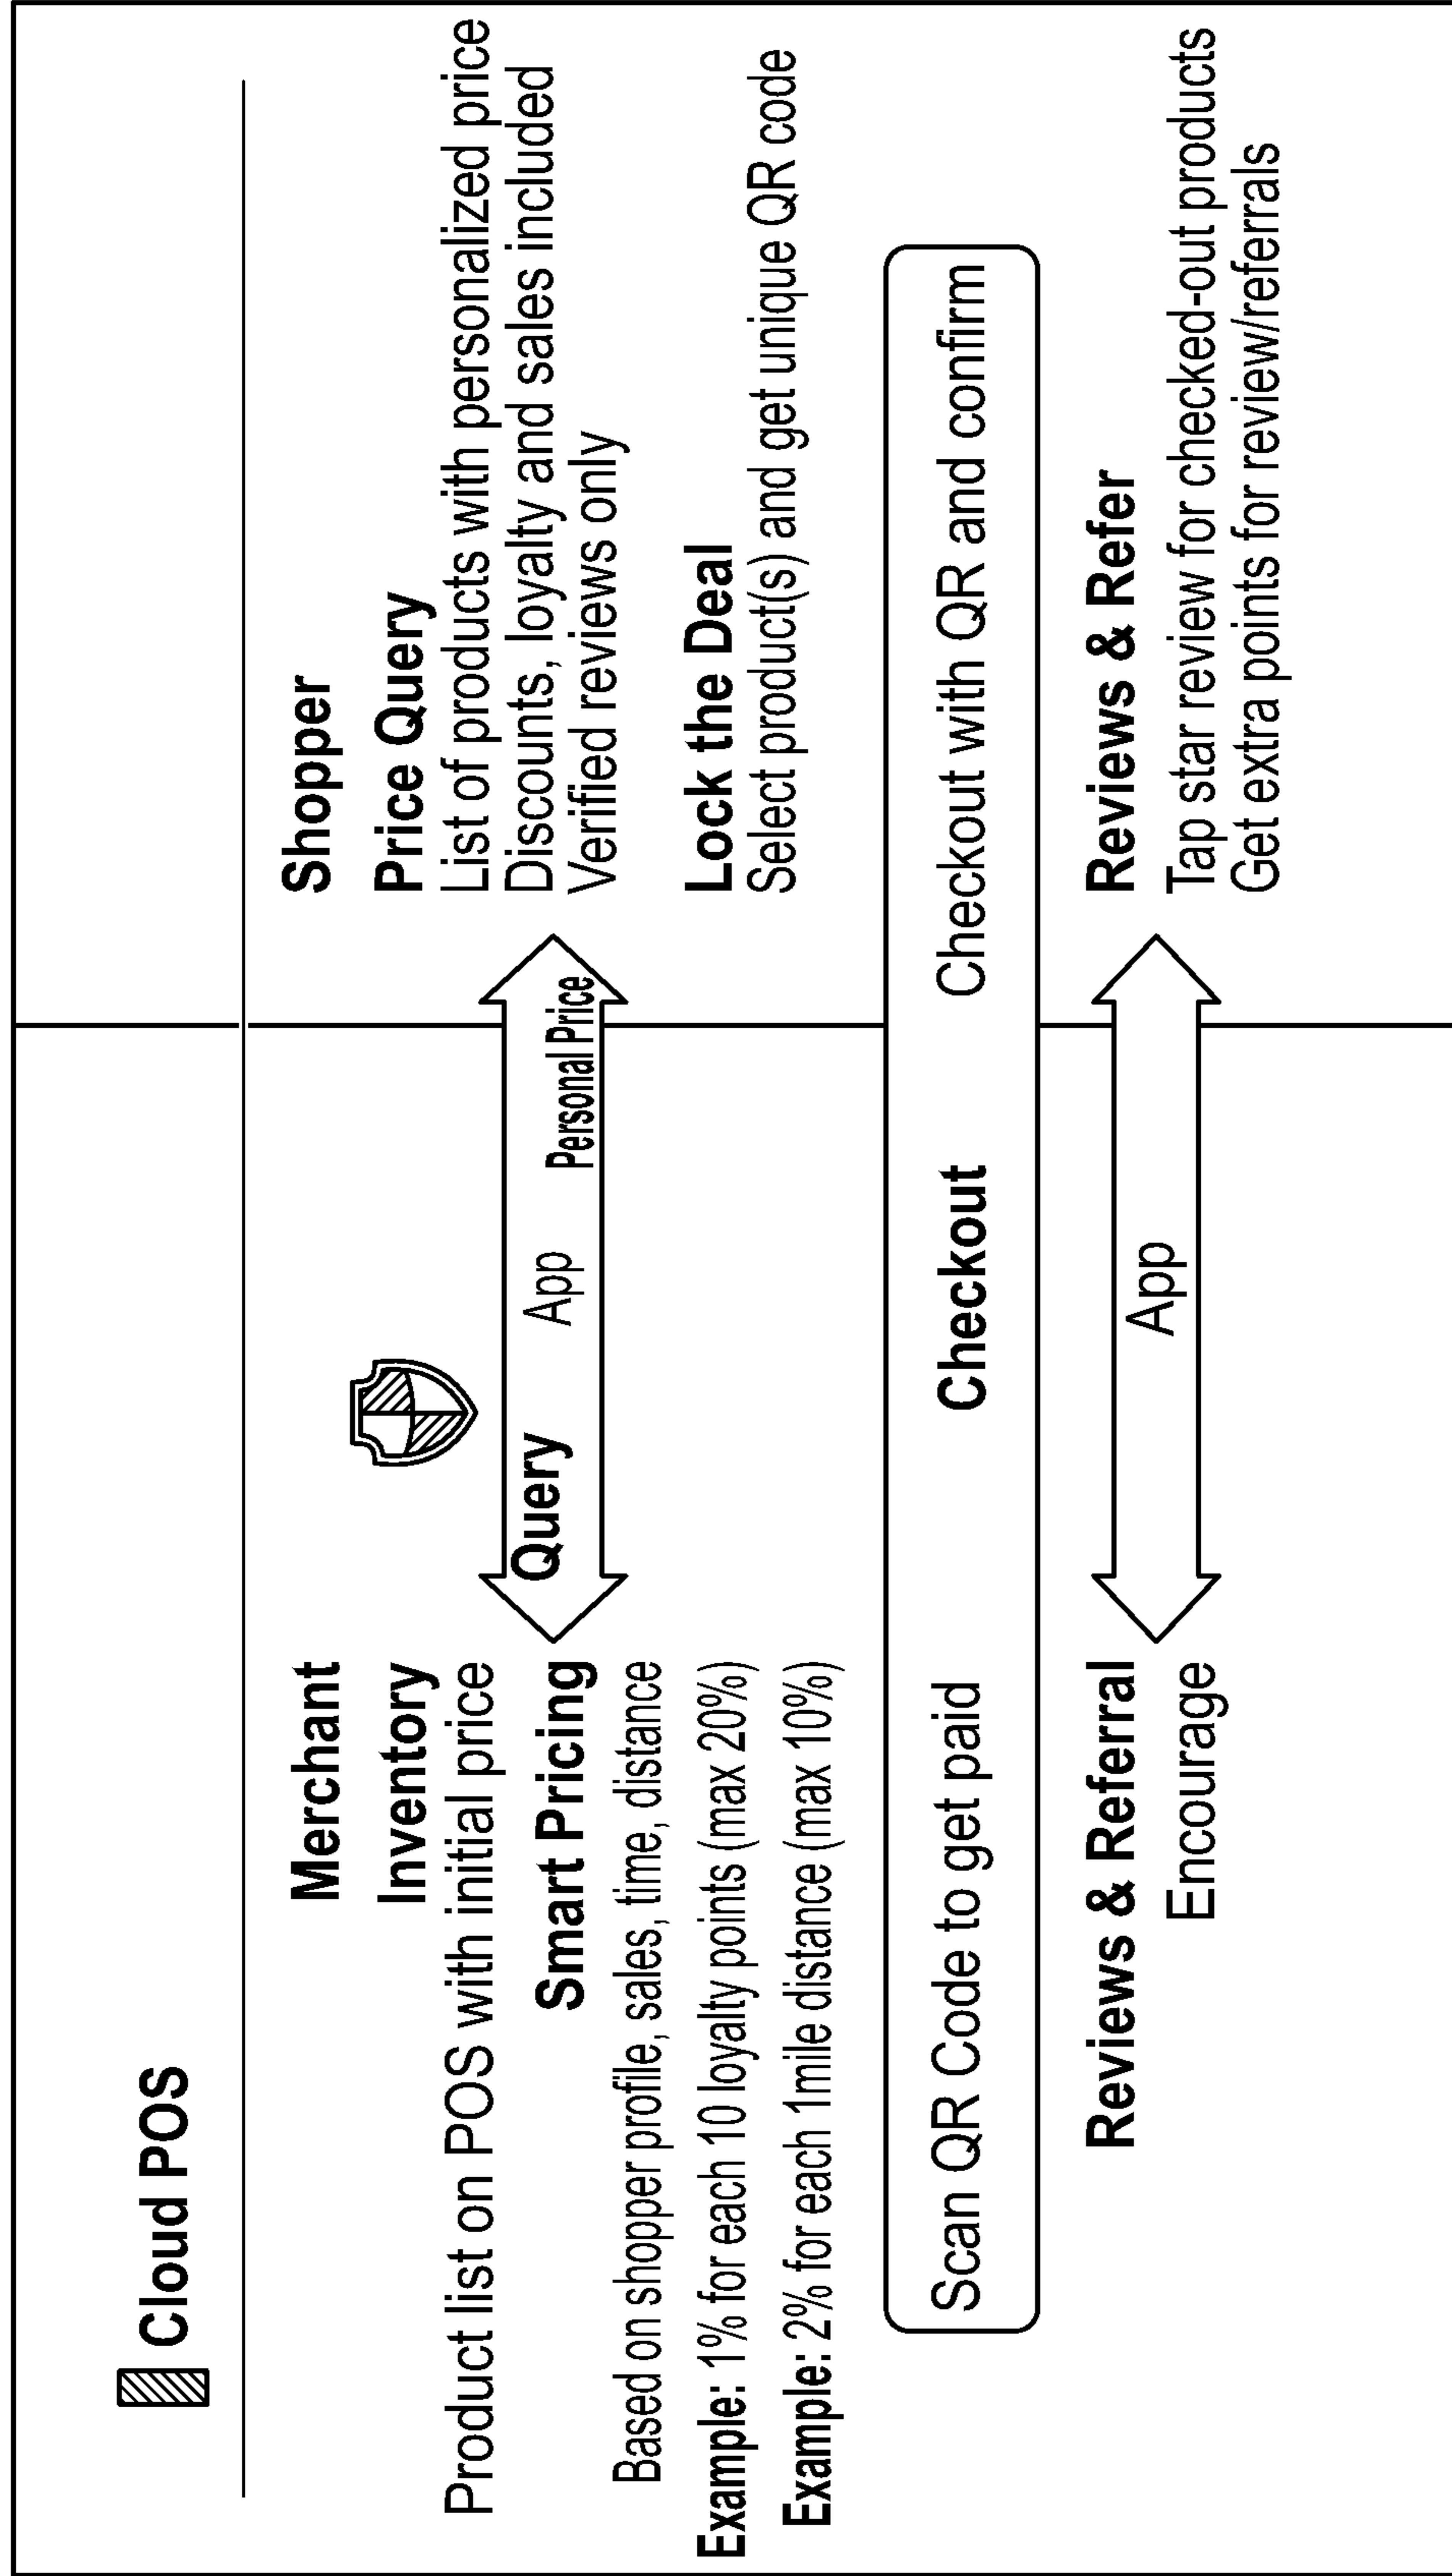 Cloud POS
Merchant
Inventory
Product list on POS with initial price
Smart Pricing
Based on shopper profile, sales, time, distance
Example: 1% for each 10 loyalty points (max 20%)
Example: 2% for each 1mile distance (max 10%)
Query
App
Personal Price
Shopper
Price Query
List of products with personalized price
Discounts, loyalty and sales included
Verified reviews only
Lock the Deal
Select product(s) and get unique QR code
Scan QR Code to get paid
Checkout
Checkout with QR and confirm
Reviews & Referral
Encourage
App
Reviews & Refer
Tap star review for checked-out products
Get extra points for review/referrals